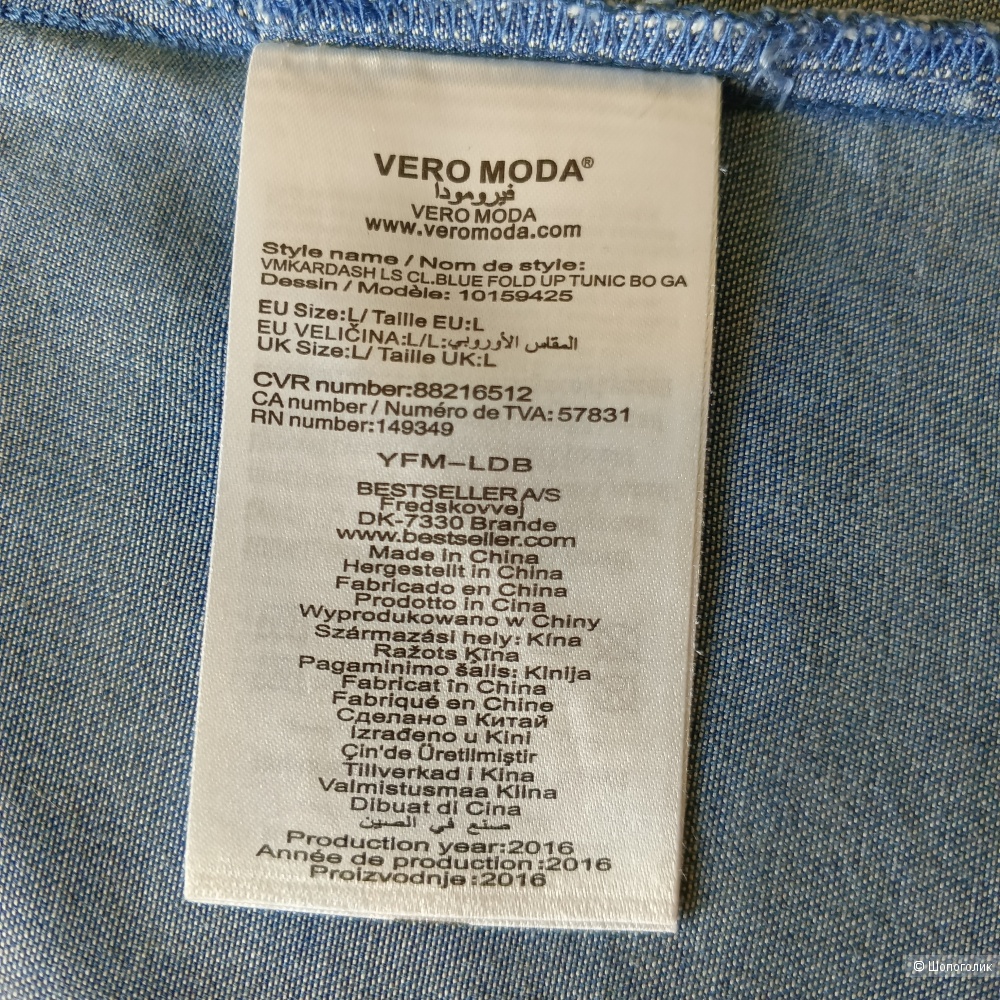 VERO MODA®
فيرومودا
VERO MODA
www.veromoda.com
Style name / Nom de style:
VMKARDASH LS CL.BLUE FOLD UP TUNIC BO GA
Dessin / Modèle: 10159425
EU Size:L/ Taille EU:L
EU VELIČINA:L/L:المقاس الأوروبي
UK Size:L/ Taille UK:L
CVR number:88216512
CA number / Numéro de TVA: 57831
RN number:149349
YFM-LDB
BESTSELLER A/S
Fredskovvej
DK-7330 Brande
www.bestseller.com
Made in China
Hergestellt in China
Fabricado en China
Prodotto in Cina
Wyprodukowano w Chiny
Származási hely: Kína
Ražots Ķīna
Pagaminimo šalis: Kinija
Fabricat în China
Fabriqué en Chine
Сделано в Китай
Izrađeno u Kini
Çin'de Üretilmiştir
Tillverkad i Kina
Valmistusmaa Kiina
Dibuat di Cina
صنع في الصين
Production year:2016
Année de production:2016
Proizvodnje:2016
© Шопоголик